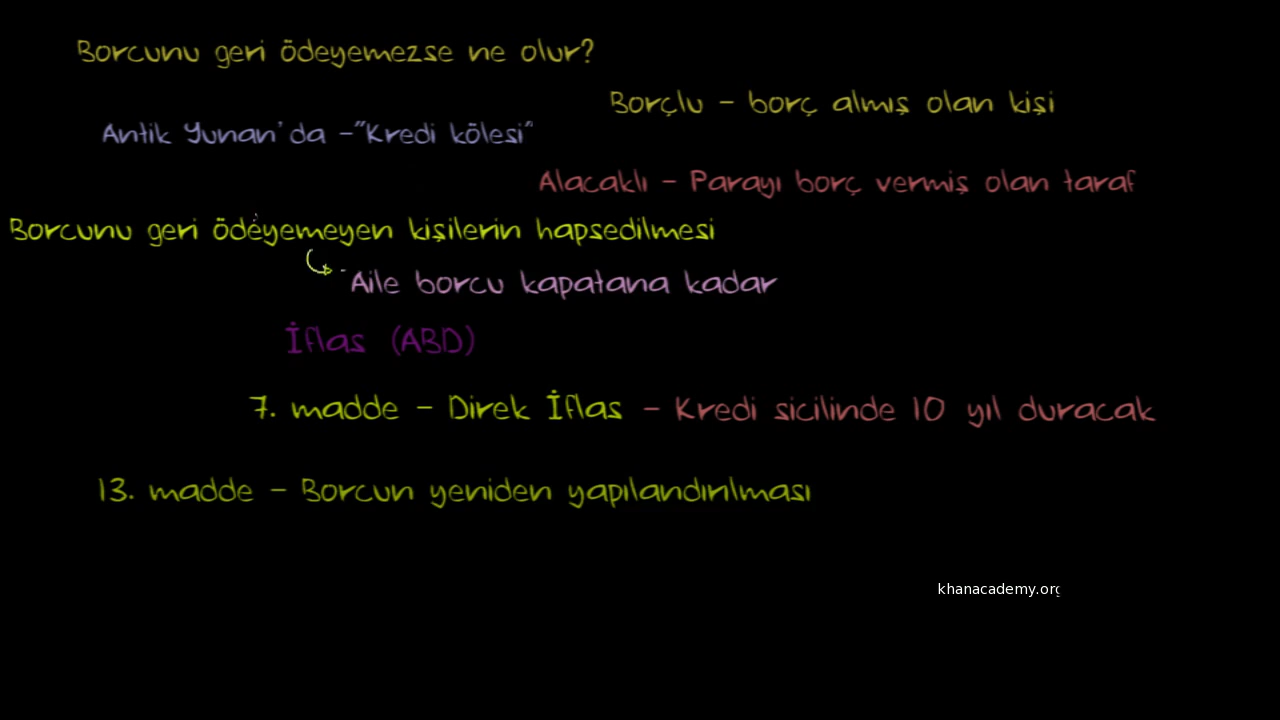 Borcunu geri ödeyemezse ne olur?
Borçlu - borç almış olan kişi
Antik Yunan'da -"Kredi kölesi"
Alacaklı - Parayı borç vermiş olan taraf
Borcunu geri ödeyemeyen kişilerin hapsedilmesi
Aile borcu kapatana kadar
İflas (ABD)
7. madde - Direk İflas - Kredi sicilinde 10 yıl duracak
13. madde - Borcun yeniden yapılandırılması
khanacademy.org